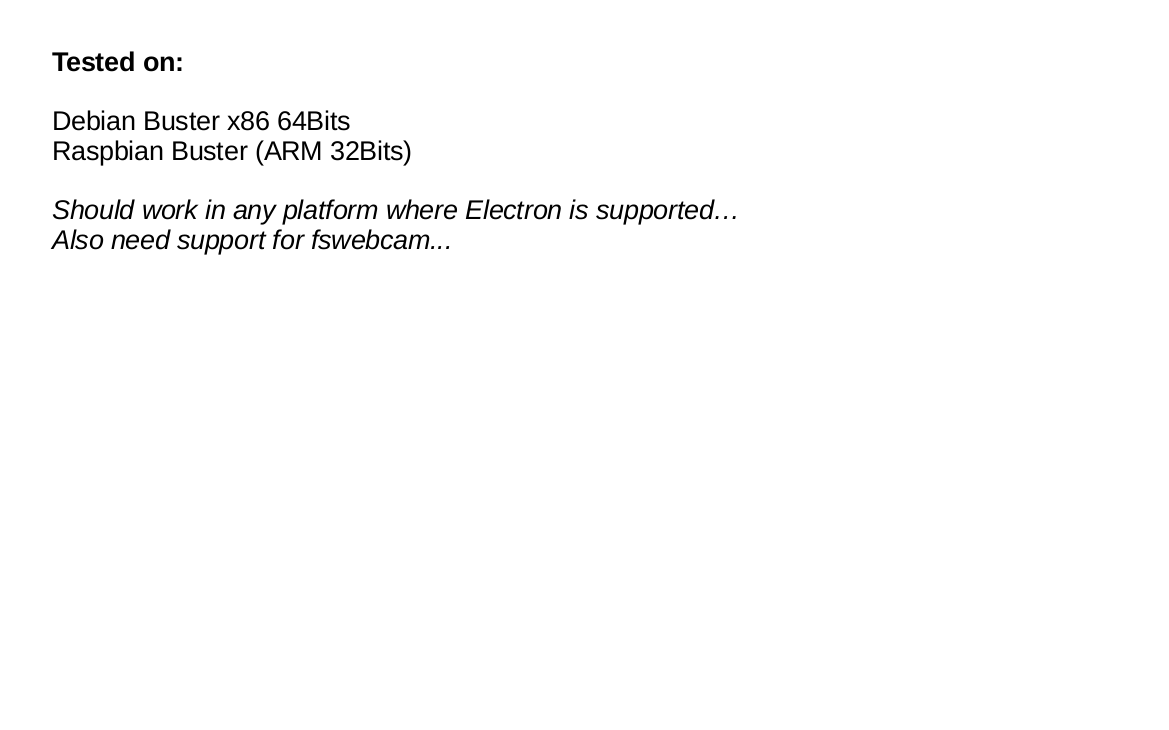 Tested on:
Debian Buster x86 64Bits
Raspbian Buster (ARM 32Bits)
Should work in any platform where Electron is supported…
Also need support for fswebcam...